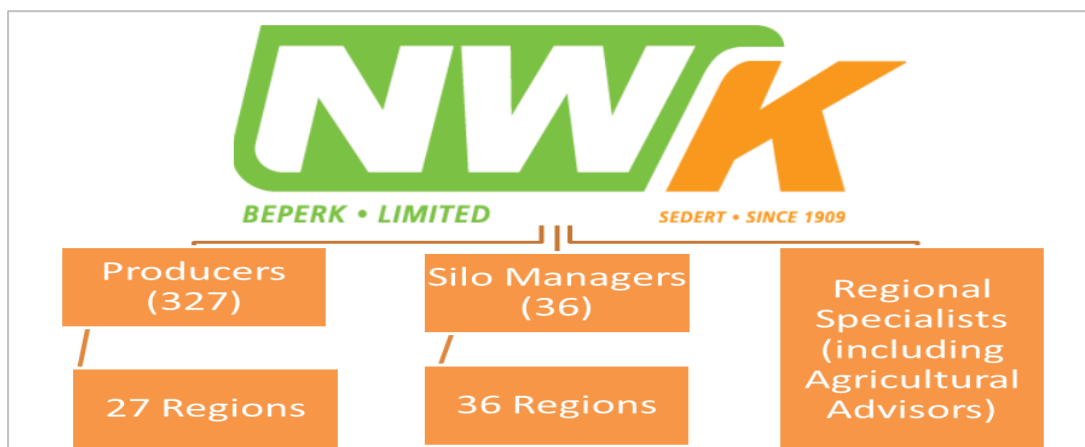 NWK
BEPERK • LIMITED
SEDERT • SINCE 1909
Producers
(327)
27 Regions
Silo Managers
(36)
36 Regions
Regional
Specialists
(including
Agricultural
Advisors)